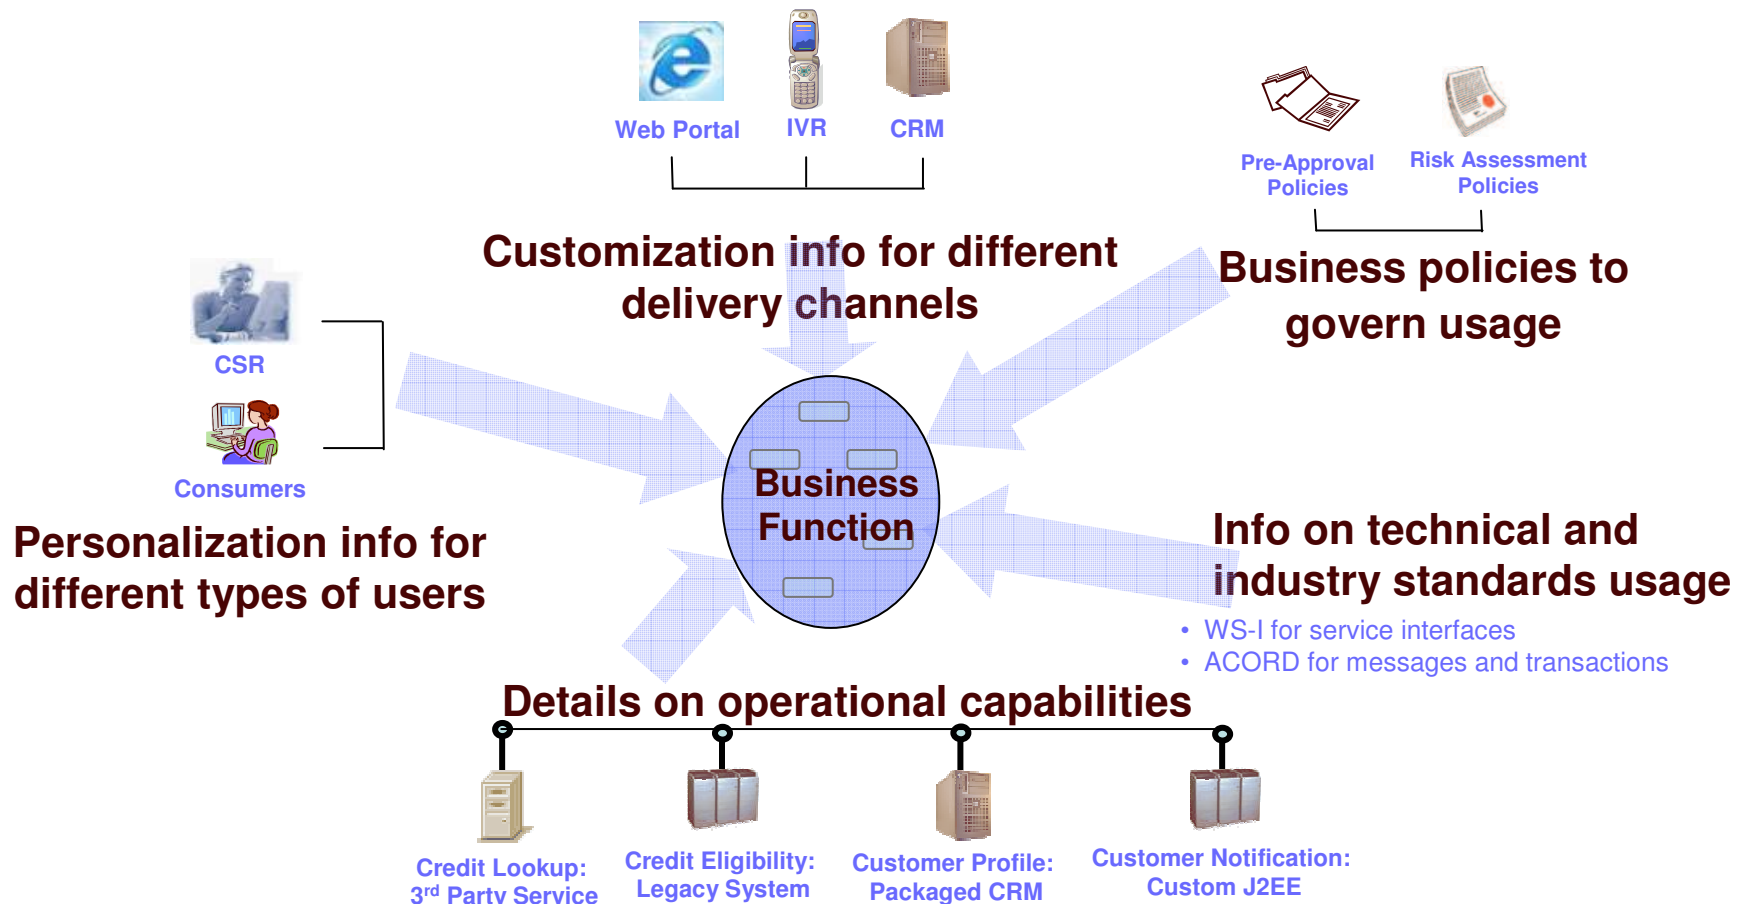 Web Portal
IVR
CRM
Pre-Approval
Policies
Risk Assessment
Policies
Customization info for different
delivery channels
Business policies to
govern usage
CSR
Consumers
Personalization info for
different types of users
Business
Function
Info on technical and
industry standards usage
• WS-I for service interfaces
• ACORD for messages and transactions
Details on operational capabilities
Credit Lookup:
3rd Party Service
Credit Eligibility:
Legacy System
Customer Profile:
Packaged CRM
Customer Notification:
Custom J2EE